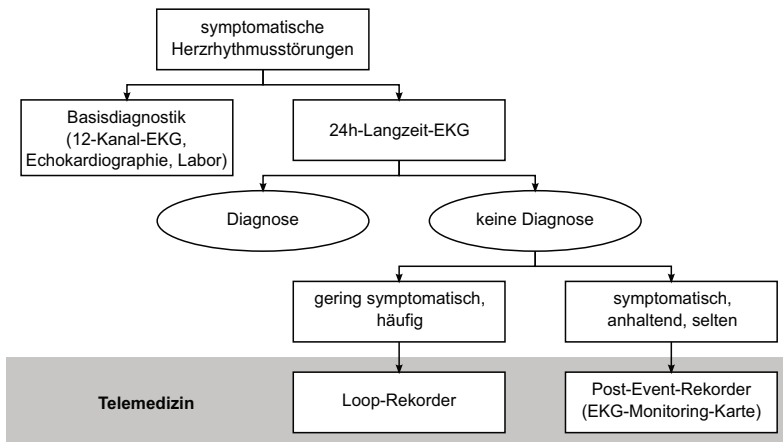 symptomatische
Herzrhythmusstörungen
Basisdiagnostik
(12-Kanal-EKG,
Echokardiographie, Labor)
24h-Langzeit-EKG
Diagnose
keine Diagnose
gering symptomatisch,
häufig
symptomatisch,
anhaltend, selten
Telemedizin
Loop-Rekorder
Post-Event-Rekorder
(EKG-Monitoring-Karte)